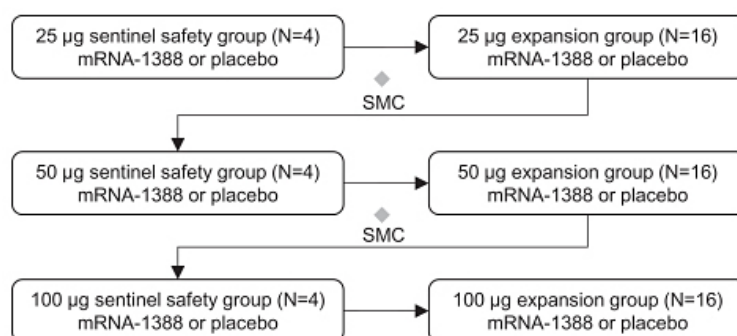 25 µg sentinel safety group (N=4)
mRNA-1388 or placebo
25 µg expansion group (N=16)
mRNA-1388 or placebo
SMC
50 µg sentinel safety group (N=4)
mRNA-1388 or placebo
50 µg expansion group (N=16)
mRNA-1388 or placebo
SMC
100 µg sentinel safety group (N=4)
mRNA-1388 or placebo
100 µg expansion group (N=16)
mRNA-1388 or placebo